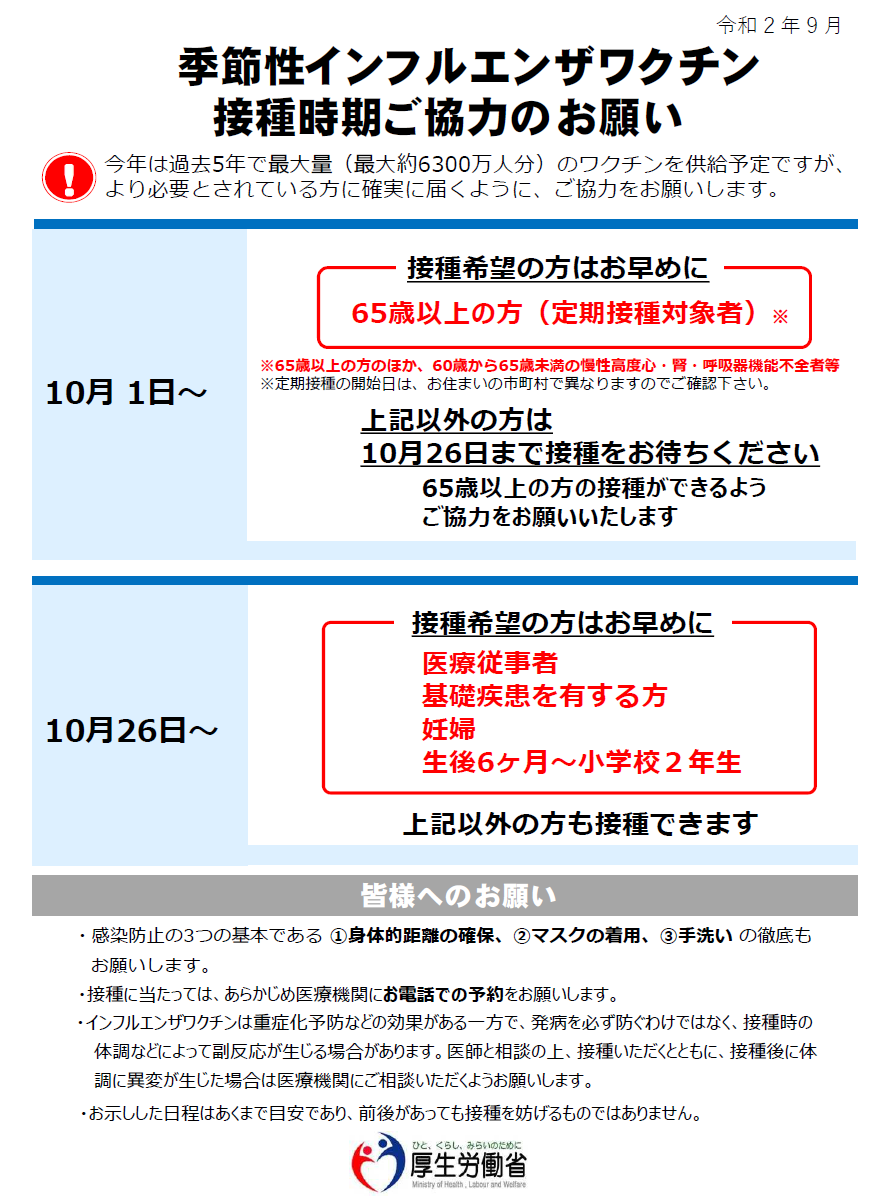 令和２年９月
季節性インフルエンザワクチン
接種時期ご協力のお願い
今年は過去5年で最大量（最大約6300万人分）のワクチンを供給予定ですが、
より必要とされている方に確実に届くように、ご協力をお願いします。
10月 1日～
接種希望の方はお早めに
65歳以上の方（定期接種対象者）※
※65歳以上の方のほか、60歳から65歳未満の慢性高度心・腎・呼吸器機能不全者等
※定期接種の開始日は、お住まいの市町村で異なりますのでご確認下さい。
上記以外の方は
10月26日まで接種をお待ちください
65歳以上の方の接種ができるよう
ご協力をお願いいたします
10月26日～
接種希望の方はお早めに
医療従事者
基礎疾患を有する方
妊婦
生後6ヶ月～小学校２年生
上記以外の方も接種できます
皆様へのお願い
・感染防止の3つの基本である ①身体的距離の確保、②マスクの着用、③手洗い の徹底も
お願いします。
・接種に当たっては、あらかじめ医療機関にお電話での予約をお願いします。
・インフルエンザワクチンは重症化予防などの効果がある一方で、発病を必ず防ぐわけではなく、接種時の
体調などによって副反応が生じる場合があります。医師と相談の上、接種いただくとともに、接種後に体
調に異変が生じた場合は医療機関にご相談いただくようお願いします。
・お示しした日程はあくまで目安であり、前後があっても接種を妨げるものではありません。
ひと、くらし、みらいのために
厚生労働省
Ministry of Health, Labour and Welfare